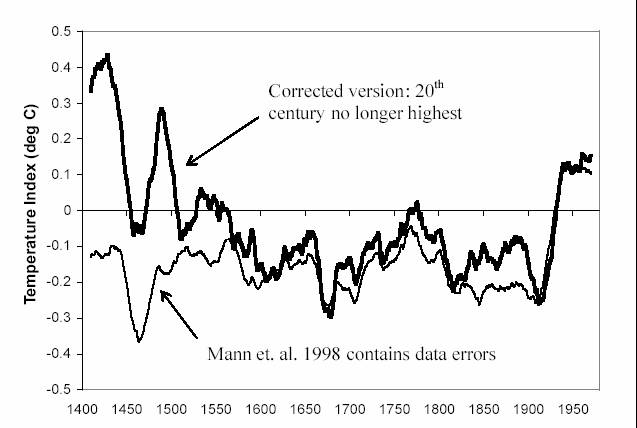 0.5
0.4
0.3
0.2
0.1
0
-0.1
-0.2
-0.3
-0.4
-0.5
Temperature Index (deg C)
Corrected version: 20th
century no longer highest
Mann et. al. 1998 contains data errors
1400 1450 1500 1550 1600 1650 1700 1750 1800 1850 1900 1950